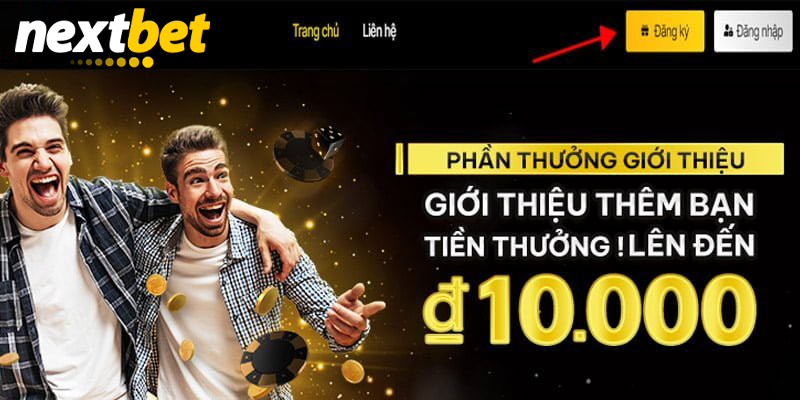 nextbet
Trang chủ
Liên hệ
Đăng ký
Đăng nhập
PHẦN THƯỞNG GIỚI THIỆU
GIỚI THIỆU THÊM BẠN
TIỀN THƯỞNG ! LÊN ĐẾN
₫10.000